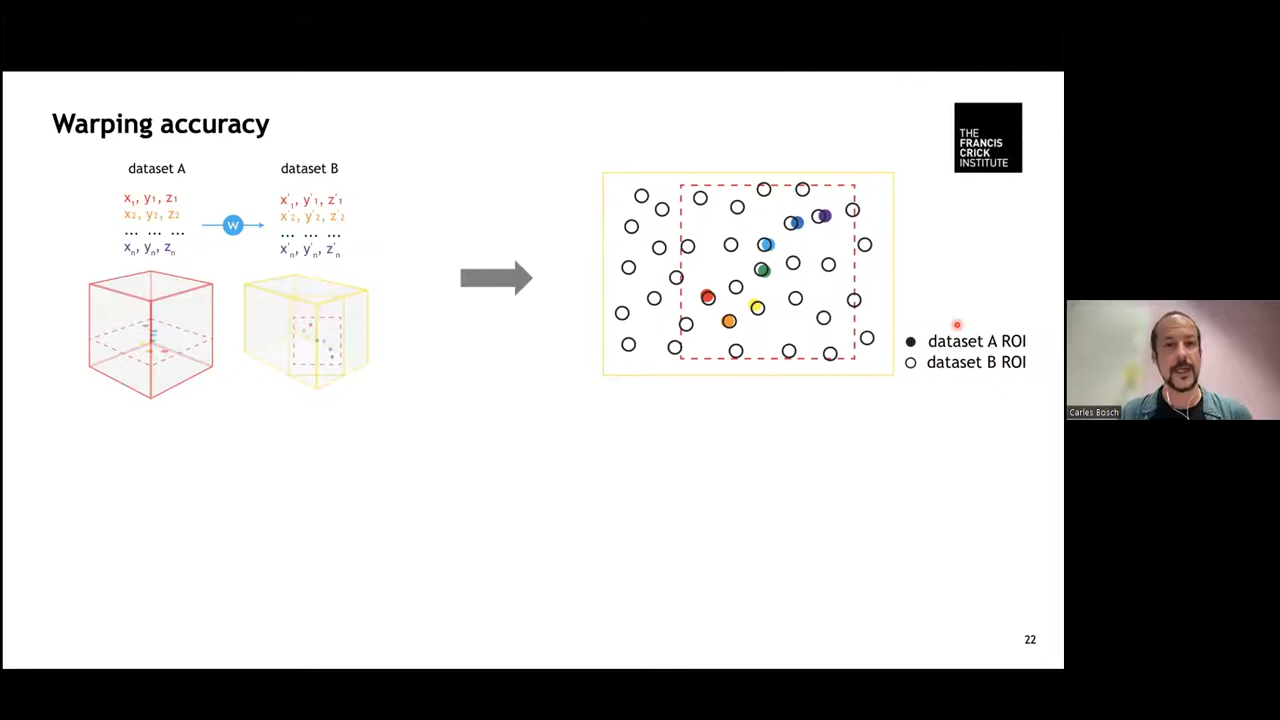 Warping accuracy
THE
FRANCIS
CRICK
INSTITUTE
dataset A
dataset B
x₁, y₁, z₁
x₂, y₂, z₂
... ... ...
xₙ, yₙ, zₙ
w
x'₁, y'₁, z'₁
x'₂, y'₂, z'₂
... ... ...
x'ₙ, y'ₙ, z'ₙ
dataset A ROI
dataset B ROI
Carles Bosch
22